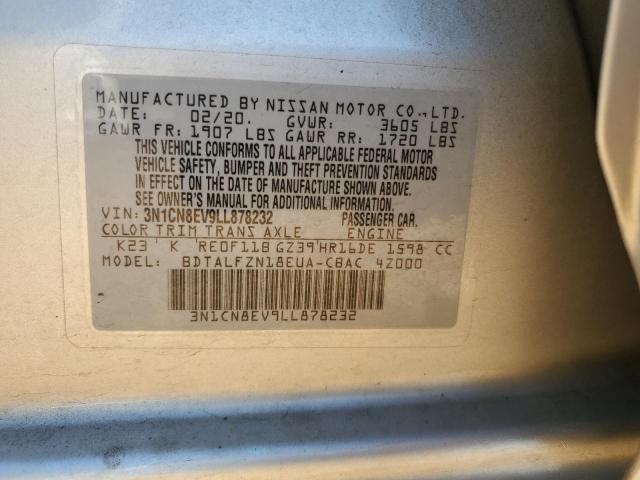 MANUFACTURED BY NISSAN MOTOR CO., LTD.
DATE: 02/20. GVWR: 3605 LBS
GAWR FR: 1907 LBS GAWR RR: 1720 LBS
THIS VEHICLE CONFORMS TO ALL APPLICABLE FEDERAL MOTOR
VEHICLE SAFETY, BUMPER AND THEFT PREVENTION STANDARDS
IN EFFECT ON THE DATE OF MANUFACTURE SHOWN ABOVE.
SEE OWNER'S MANUAL FOR ADDITIONAL INFORMATION.
VIN: 3N1CN8EV9LL878232 PASSENGER CAR.
COLOR TRIM TRANS AXLE ENGINE
K23 K RE0F11B GZ39 HR16DE 1598 CC
MODEL: BDTALFZN18EUA-CBAC 42000
3N1CN8EV9LL878232